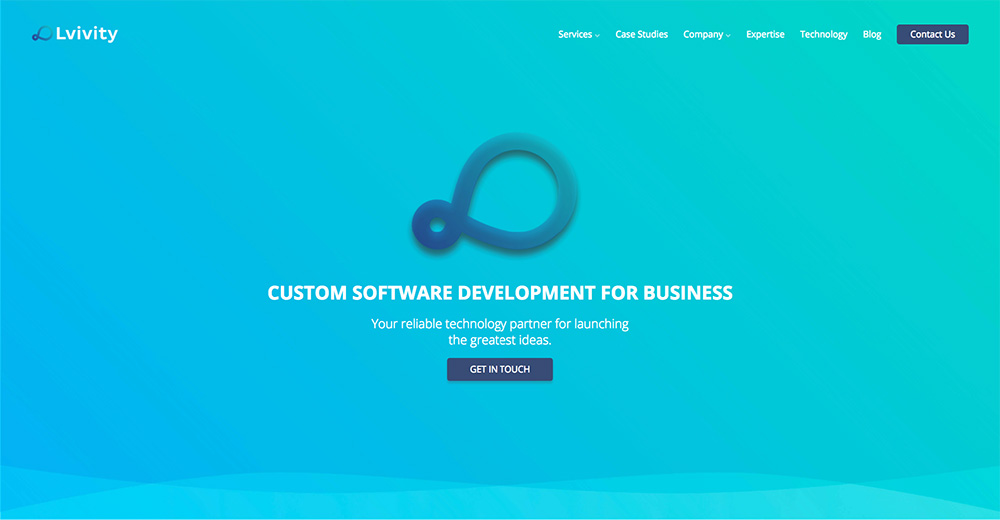 Lvivity
Services
Case Studies
Company
Expertise
Technology
Blog
Contact Us
CUSTOM SOFTWARE DEVELOPMENT FOR BUSINESS
Your reliable technology partner for launching
the greatest ideas.
GET IN TOUCH